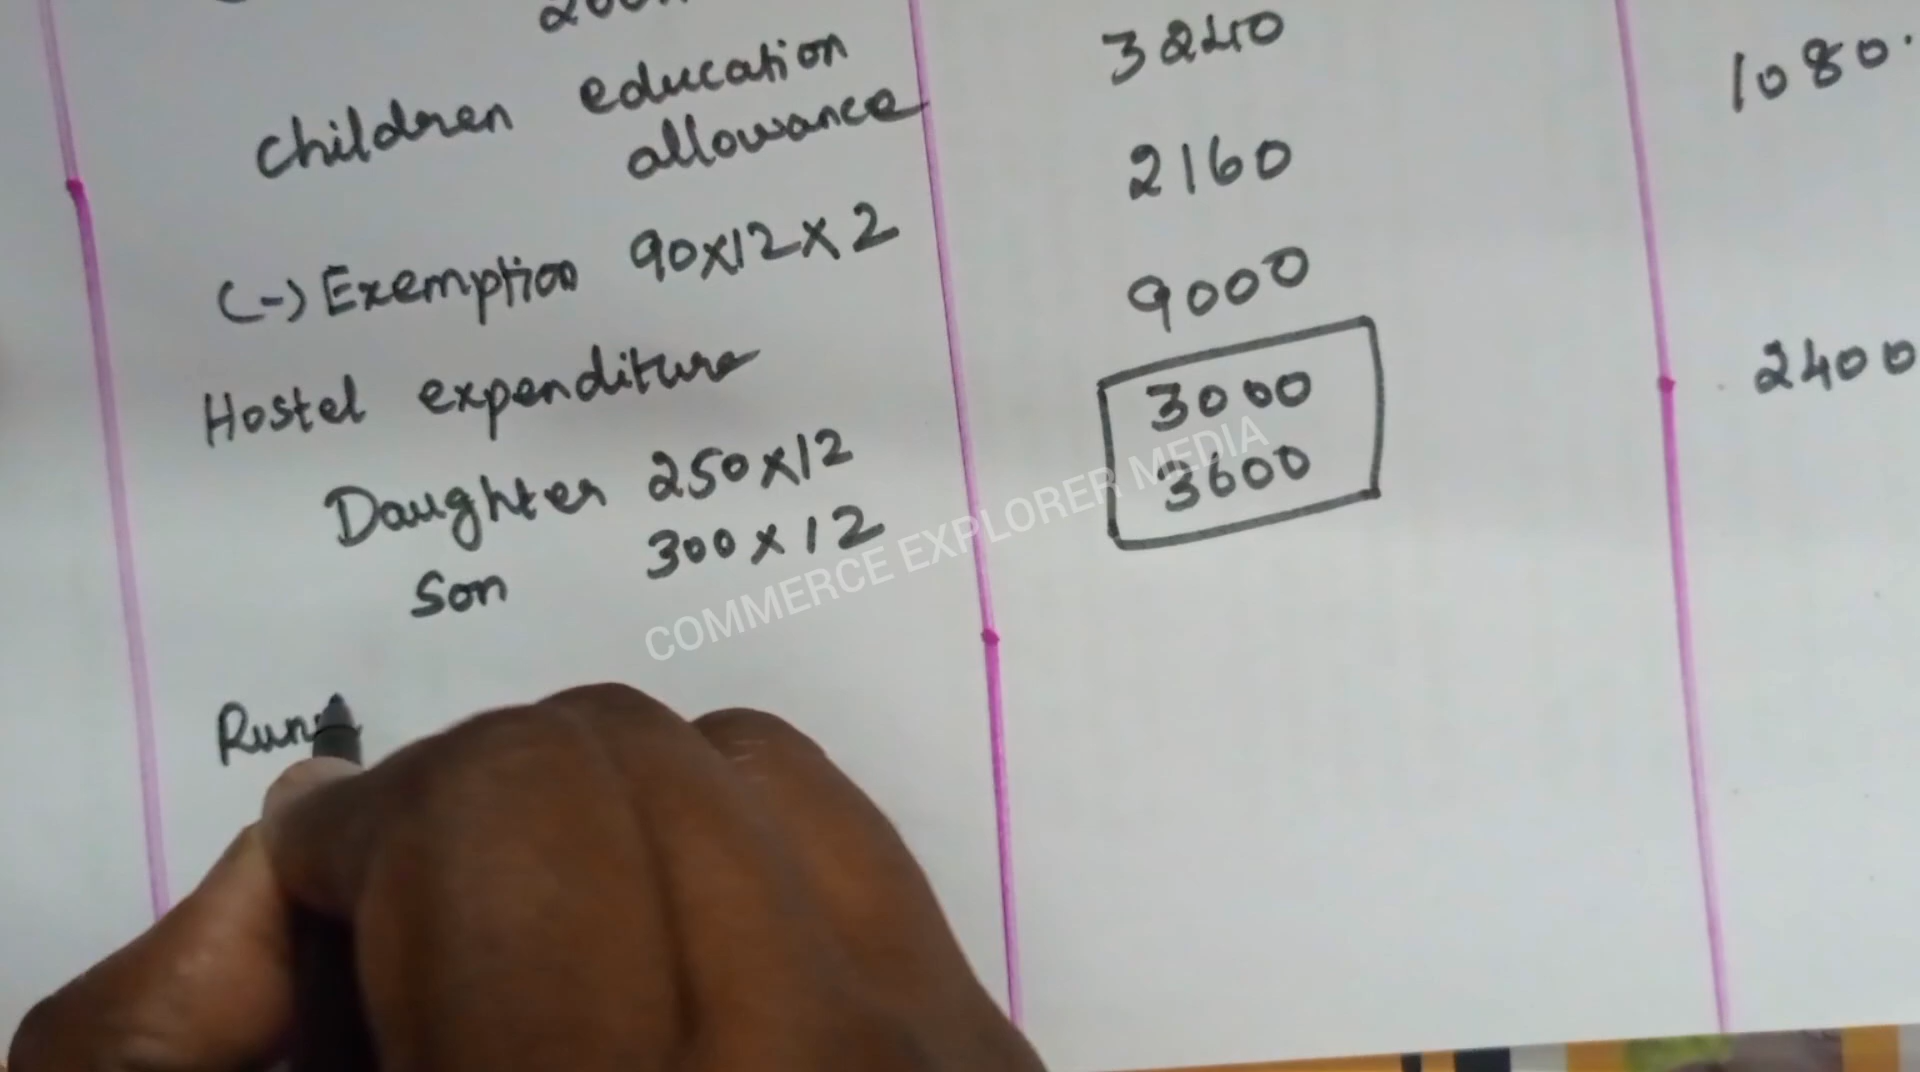 Children education 3240
allowance 1080.
(-) Exemption 90x12x2 2160
Hostel expenditure 9000
Daughter 250x12 3000 2400
Son 300x12 3600
Run
COMMERCE EXPLORER MEDIA